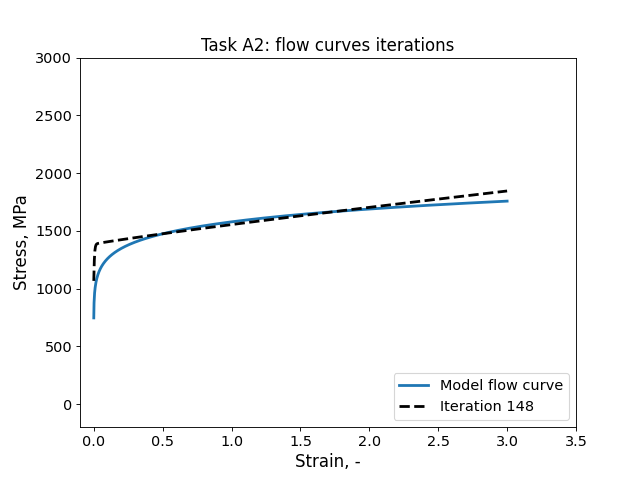 Task A2: flow curves iterations
3000
2500
2000
1500
1000
500
0
Stress, MPa
Model flow curve
Iteration 148
0.0 0.5 1.0 1.5 2.0 2.5 3.0 3.5
Strain, -